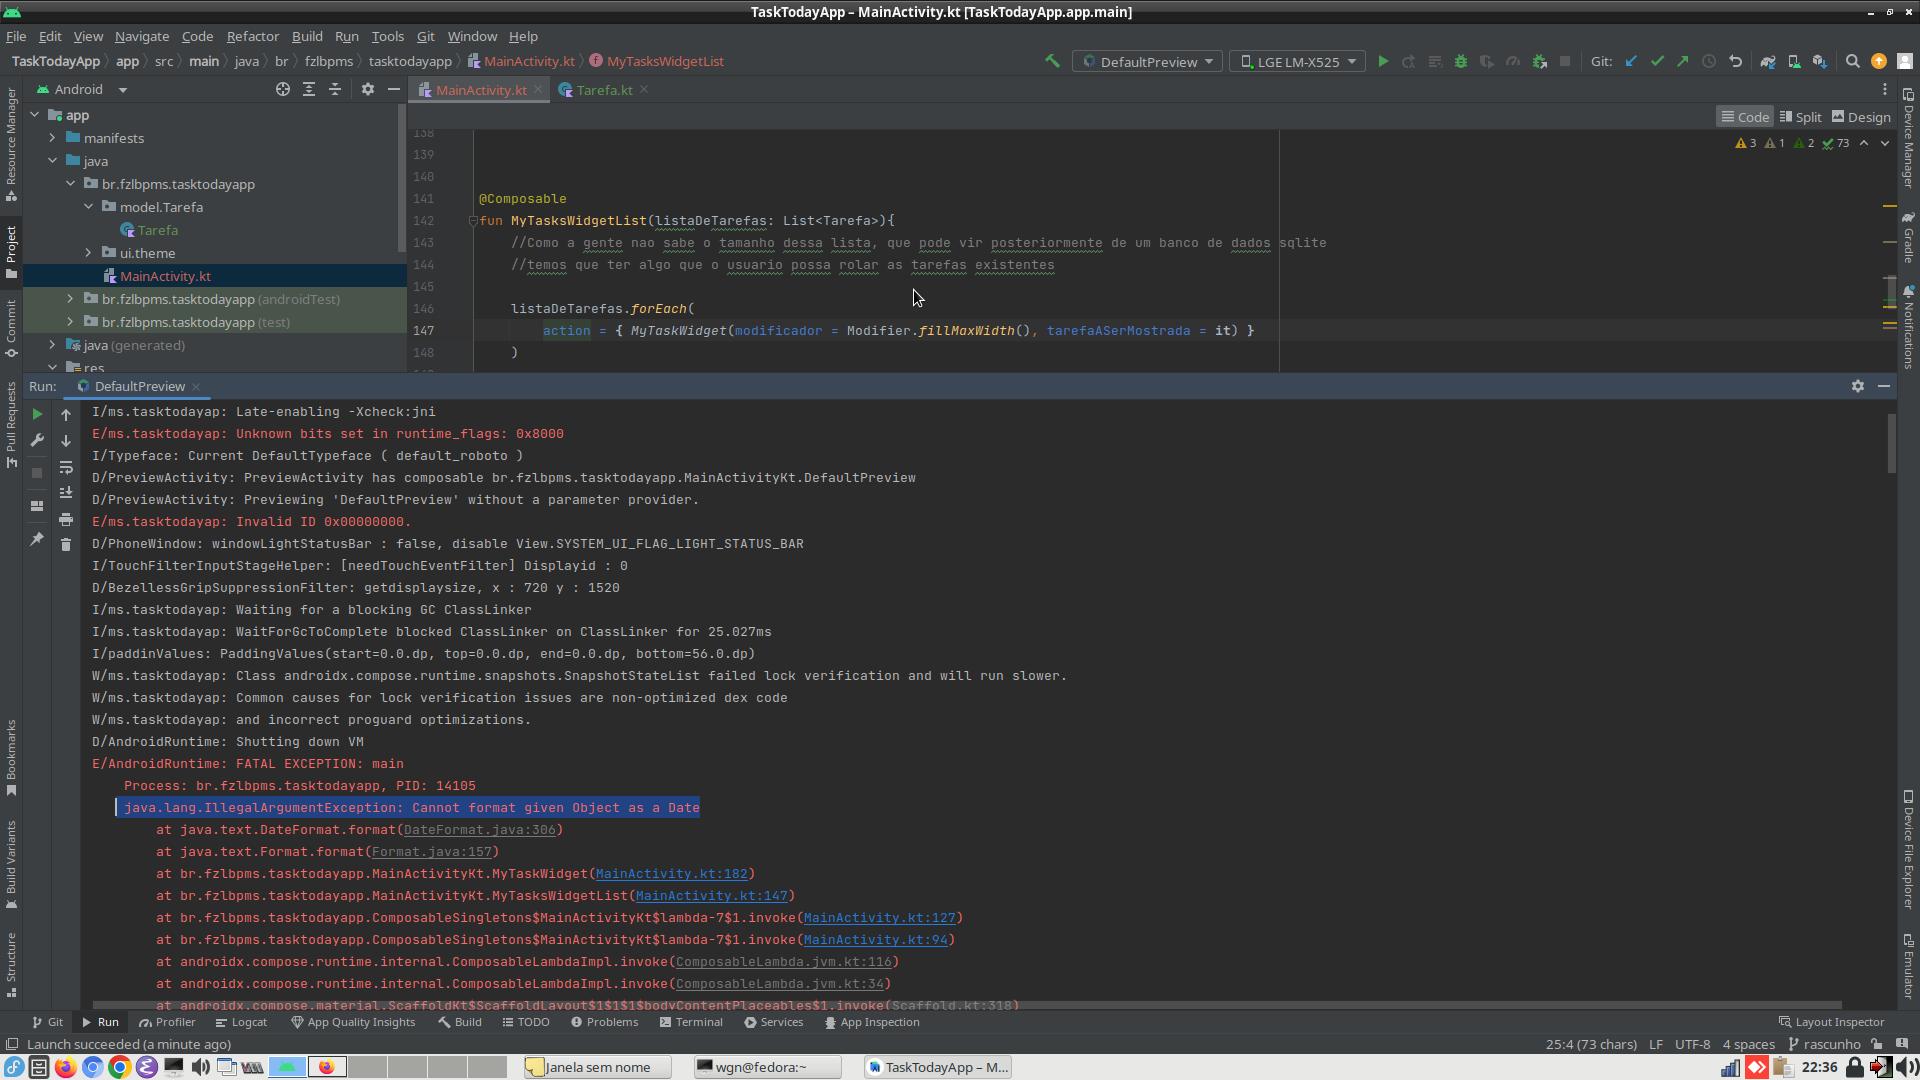 TaskTodayApp – MainActivity.kt [TaskTodayApp.app.main]
File Edit View Navigate Code Refactor Build Run Tools Git Window Help
TaskTodayApp app src main java br fzlbpms tasktodayapp MainActivity.kt MyTasksWidgetList DefaultPreview LGE LM-X525 Git:
Android MainActivity.kt Tarefa.kt
Code Split Design
app
manifests
java
br.fzlbpms.tasktodayapp
model.Tarefa
Tarefa
ui.theme
MainActivity.kt
br.fzlbpms.tasktodayapp (androidTest)
br.fzlbpms.tasktodayapp (test)
java (generated)
res
3 1 2 73
138
139
140
141 @Composable
142 fun MyTasksWidgetList(listaDeTarefas: List<Tarefa>){
143 //Como a gente nao sabe o tamanho dessa lista, que pode vir posteriormente de um banco de dados sqlite
144 //temos que ter algo que o usuario possa rolar as tarefas existentes
145
146 listaDeTarefas.forEach(
147 action = { MyTaskWidget(modificador = Modifier.fillMaxWidth(), tarefaASerMostrada = it) }
148 )
Run: DefaultPreview
I/ms.tasktodayap: Late-enabling -Xcheck:jni
E/ms.tasktodayap: Unknown bits set in runtime_flags: 0x8000
I/Typeface: Current DefaultTypeface ( default_roboto )
D/PreviewActivity: PreviewActivity has composable br.fzlbpms.tasktodayapp.MainActivityKt.DefaultPreview
D/PreviewActivity: Previewing 'DefaultPreview' without a parameter provider.
E/ms.tasktodayap: Invalid ID 0x00000000.
D/PhoneWindow: windowLightStatusBar : false, disable View.SYSTEM_UI_FLAG_LIGHT_STATUS_BAR
I/TouchFilterInputStageHelper: [needTouchEventFilter] Displayid : 0
D/BezellessGripSuppressionFilter: getdisplaysize, x : 720 y : 1520
I/ms.tasktodayap: Waiting for a blocking GC ClassLinker
I/ms.tasktodayap: WaitForGcToComplete blocked ClassLinker on ClassLinker for 25.027ms
I/paddinValues: PaddingValues(start=0.0.dp, top=0.0.dp, end=0.0.dp, bottom=56.0.dp)
W/ms.tasktodayap: Class androidx.compose.runtime.snapshots.SnapshotStateList failed lock verification and will run slower.
W/ms.tasktodayap: Common causes for lock verification issues are non-optimized dex code
W/ms.tasktodayap: and incorrect proguard optimizations.
D/AndroidRuntime: Shutting down VM
E/AndroidRuntime: FATAL EXCEPTION: main
Process: br.fzlbpms.tasktodayapp, PID: 14105
java.lang.IllegalArgumentException: Cannot format given Object as a Date
at java.text.DateFormat.format(DateFormat.java:306)
at java.text.Format.format(Format.java:157)
at br.fzlbpms.tasktodayapp.MainActivityKt.MyTaskWidget(MainActivity.kt:182)
at br.fzlbpms.tasktodayapp.MainActivityKt.MyTasksWidgetList(MainActivity.kt:147)
at br.fzlbpms.tasktodayapp.ComposableSingletons$MainActivityKt$lambda-7$1.invoke(MainActivity.kt:127)
at br.fzlbpms.tasktodayapp.ComposableSingletons$MainActivityKt$lambda-7$1.invoke(MainActivity.kt:94)
at androidx.compose.runtime.internal.ComposableLambdaImpl.invoke(ComposableLambda.jvm.kt:116)
at androidx.compose.runtime.internal.ComposableLambdaImpl.invoke(ComposableLambda.jvm.kt:34)
at androidx.compose.material.ScaffoldKt$ScaffoldLayout$1$1$1$bodyContentPlaceables$1.invoke(Scaffold.kt:318)
Resource Manager
Project
Commit
Pull Requests
Bookmarks
Build Variants
Structure
Device Manager
Gradle
Notifications
Device File Explorer
Emulator
Git Run Profiler Logcat App Quality Insights Build TODO Problems Terminal Services App Inspection Layout Inspector
Launch succeeded (a minute ago) 25:4 (73 chars) LF UTF-8 4 spaces rascunho
Janela sem nome wgn@fedora:~ TaskTodayApp – M... 22:36